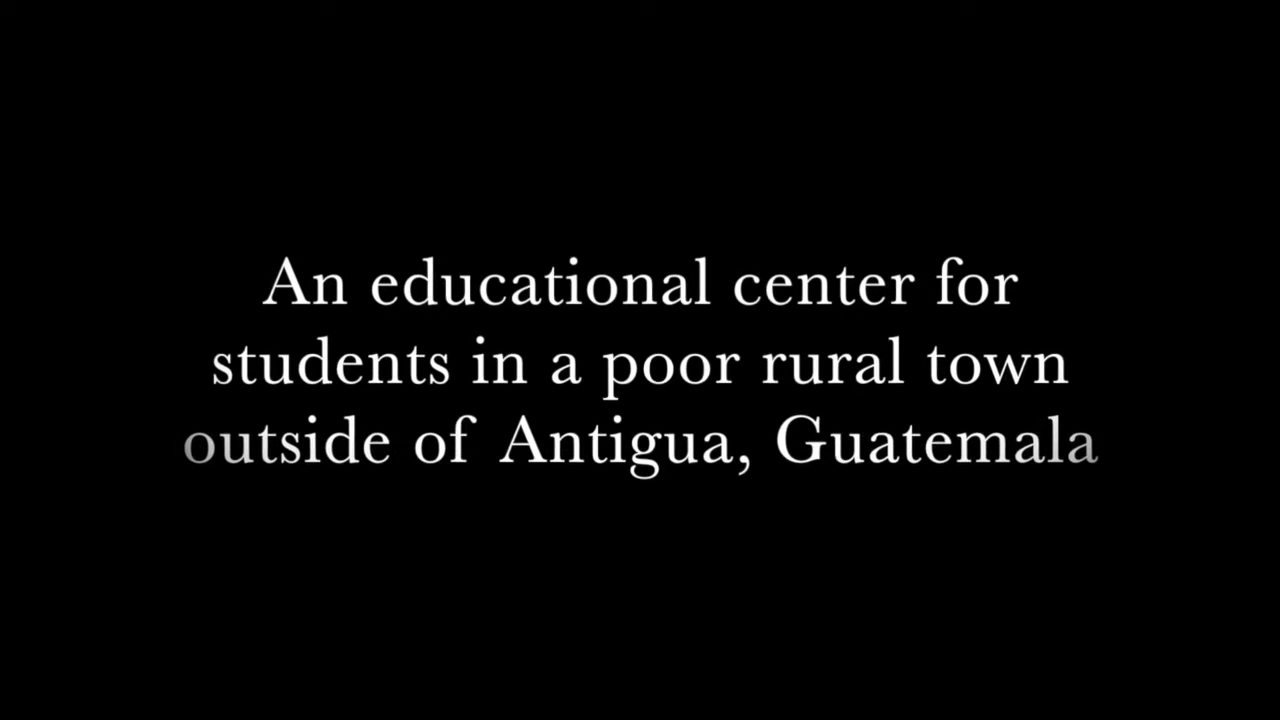 An educational center for
students in a poor rural town
outside of Antigua, Guatemala